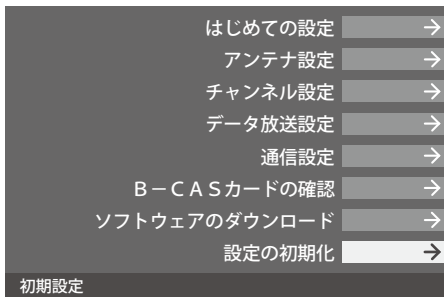 はじめての設定
アンテナ設定
チャンネル設定
データ放送設定
通信設定
Ｂ－ＣＡＳカードの確認
ソフトウェアのダウンロード
設定の初期化
初期設定